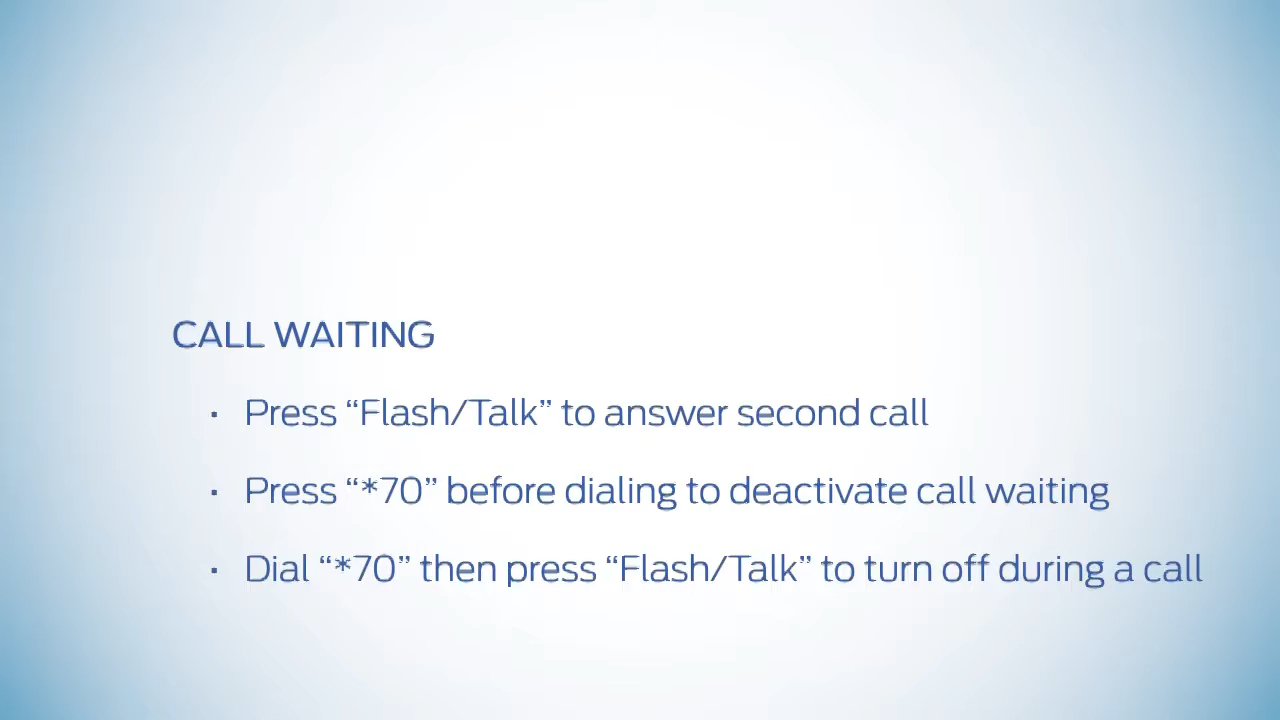 CALL WAITING
· Press “Flash/Talk” to answer second call
· Press “*70” before dialing to deactivate call waiting
· Dial “*70” then press “Flash/Talk” to turn off during a call